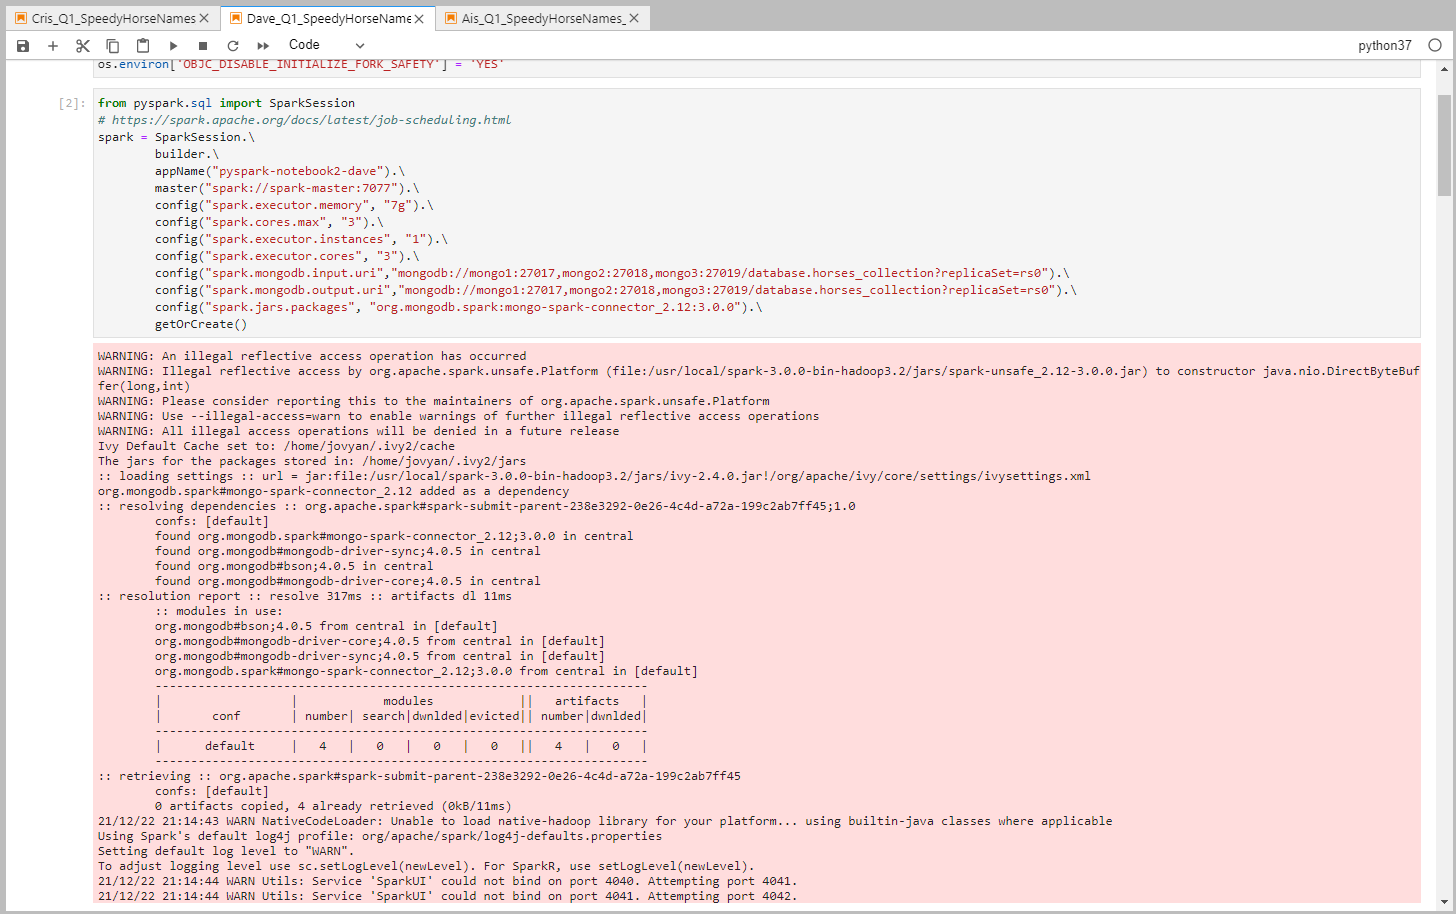 Cris_Q1_SpeedyHorseNames
Dave_Q1_SpeedyHorseName
Ais_Q1_SpeedyHorseNames_
Code
python37
os.environ['OBJC_DISABLE_INITIALIZE_FORK_SAFETY'] = 'YES'
[2]:
from pyspark.sql import SparkSession
# https://spark.apache.org/docs/latest/job-scheduling.html
spark = SparkSession.\
        builder.\
        appName("pyspark-notebook2-dave").\
        master("spark://spark-master:7077").\
        config("spark.executor.memory", "7g").\
        config("spark.cores.max", "3").\
        config("spark.executor.instances", "1").\
        config("spark.executor.cores", "3").\
        config("spark.mongodb.input.uri","mongodb://mongo1:27017,mongo2:27018,mongo3:27019/database.horses_collection?replicaSet=rs0").\
        config("spark.mongodb.output.uri","mongodb://mongo1:27017,mongo2:27018,mongo3:27019/database.horses_collection?replicaSet=rs0").\
        config("spark.jars.packages", "org.mongodb.spark:mongo-spark-connector_2.12:3.0.0").\
        getOrCreate()
WARNING: An illegal reflective access operation has occurred
WARNING: Illegal reflective access by org.apache.spark.unsafe.Platform (file:/usr/local/spark-3.0.0-bin-hadoop3.2/jars/spark-unsafe_2.12-3.0.0.jar) to constructor java.nio.DirectByteBuf
fer(long,int)
WARNING: Please consider reporting this to the maintainers of org.apache.spark.unsafe.Platform
WARNING: Use --illegal-access=warn to enable warnings of further illegal reflective access operations
WARNING: All illegal access operations will be denied in a future release
Ivy Default Cache set to: /home/jovyan/.ivy2/cache
The jars for the packages stored in: /home/jovyan/.ivy2/jars
:: loading settings :: url = jar:file:/usr/local/spark-3.0.0-bin-hadoop3.2/jars/ivy-2.4.0.jar!/org/apache/ivy/core/settings/ivysettings.xml
org.mongodb.spark#mongo-spark-connector_2.12 added as a dependency
:: resolving dependencies :: org.apache.spark#spark-submit-parent-238e3292-0e26-4c4d-a72a-199c2ab7ff45;1.0
        confs: [default]
        found org.mongodb.spark#mongo-spark-connector_2.12;3.0.0 in central
        found org.mongodb#mongodb-driver-sync;4.0.5 in central
        found org.mongodb#bson;4.0.5 in central
        found org.mongodb#mongodb-driver-core;4.0.5 in central
:: resolution report :: resolve 317ms :: artifacts dl 11ms
        :: modules in use:
        org.mongodb#bson;4.0.5 from central in [default]
        org.mongodb#mongodb-driver-core;4.0.5 from central in [default]
        org.mongodb#mongodb-driver-sync;4.0.5 from central in [default]
        org.mongodb.spark#mongo-spark-connector_2.12;3.0.0 from central in [default]
        ---------------------------------------------------------------------
        |                  |            modules            ||   artifacts   |
        |       conf       | number| search|dwnlded|evicted|| number|dwnlded|
        ---------------------------------------------------------------------
        |      default     |   4   |   0   |   0   |   0   ||   4   |   0   |
        ---------------------------------------------------------------------
:: retrieving :: org.apache.spark#spark-submit-parent-238e3292-0e26-4c4d-a72a-199c2ab7ff45
        confs: [default]
        0 artifacts copied, 4 already retrieved (0kB/11ms)
21/12/22 21:14:43 WARN NativeCodeLoader: Unable to load native-hadoop library for your platform... using builtin-java classes where applicable
Using Spark's default log4j profile: org/apache/spark/log4j-defaults.properties
Setting default log level to "WARN".
To adjust logging level use sc.setLogLevel(newLevel). For SparkR, use setLogLevel(newLevel).
21/12/22 21:14:44 WARN Utils: Service 'SparkUI' could not bind on port 4040. Attempting port 4041.
21/12/22 21:14:44 WARN Utils: Service 'SparkUI' could not bind on port 4041. Attempting port 4042.